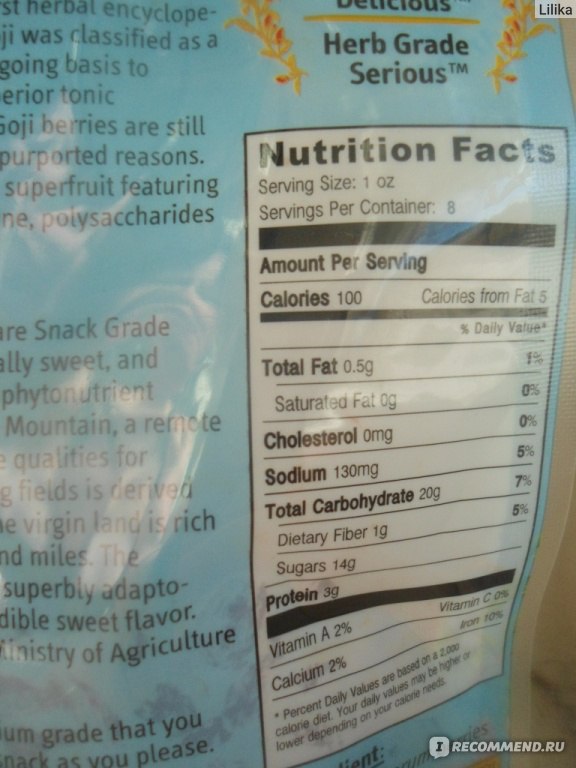 Lilika
st herbal encyclope-
ji was classified as a
going basis to
erior tonic
Goji berries are still
purported reasons.
superfruit featuring
ne, polysaccharides
are Snack Grade
ally sweet, and
phytonutrient
Mountain, a remote
e qualities for
g fields is derived
e virgin land is rich
nd miles. The
superbly adapto-
dible sweet flavor.
Ministry of Agriculture
um grade that you
nack as you please.
Delicious™
Herb Grade
Serious™
Nutrition Facts
Serving Size: 1 oz
Servings Per Container: 8
Amount Per Serving
Calories 100 Calories from Fat 5
% Daily Value*
Total Fat 0.5g 1%
Saturated Fat 0g 0%
Cholesterol 0mg 0%
Sodium 130mg 5%
Total Carbohydrate 20g 7%
Dietary Fiber 1g 5%
Sugars 14g
Protein 3g
Vitamin A 2% Vitamin C 0%
Calcium 2% Iron 10%
* Percent Daily Values are based on a 2,000
calorie diet. Your daily values may be higher or
lower depending on your calorie needs.
dient:
I RECOMMEND.RU